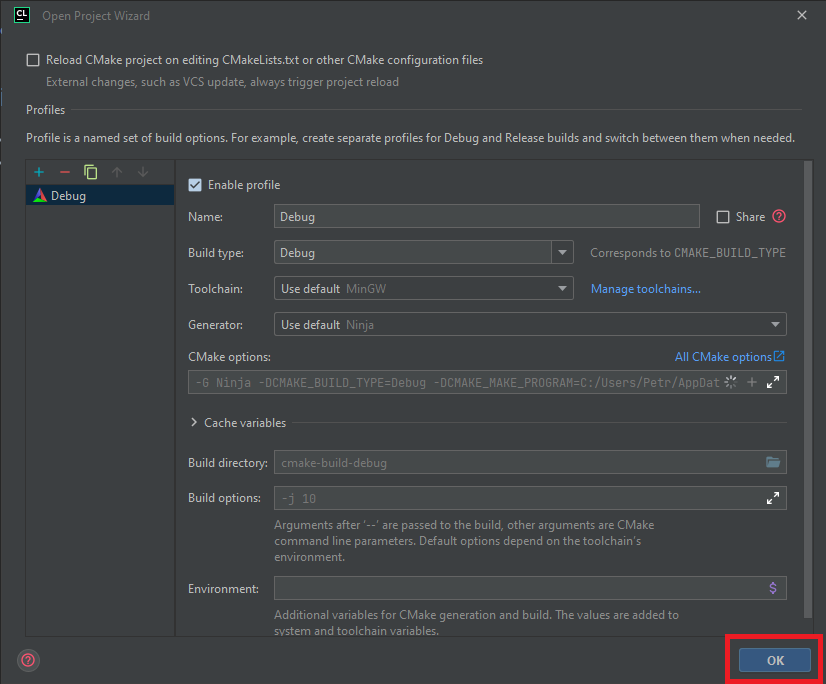 CL
Open Project Wizard
Reload CMake project on editing CMakeLists.txt or other CMake configuration files
External changes, such as VCS update, always trigger project reload
Profiles
Profile is a named set of build options. For example, create separate profiles for Debug and Release builds and switch between them when needed.
Debug
Enable profile
Name: Debug Share ?
Build type: Debug Corresponds to CMAKE_BUILD_TYPE
Toolchain: Use default MinGW Manage toolchains...
Generator: Use default Ninja
CMake options: All CMake options
-G Ninja -DCMAKE_BUILD_TYPE=Debug -DCMAKE_MAKE_PROGRAM=C:/Users/Petr/AppDat
Cache variables
Build directory: cmake-build-debug
Build options: -j 10
Arguments after '--' are passed to the build, other arguments are CMake
command line parameters. Default options depend on the toolchain's
environment.
Environment: $
Additional variables for CMake generation and build. The values are added to
system and toolchain variables.
? OK